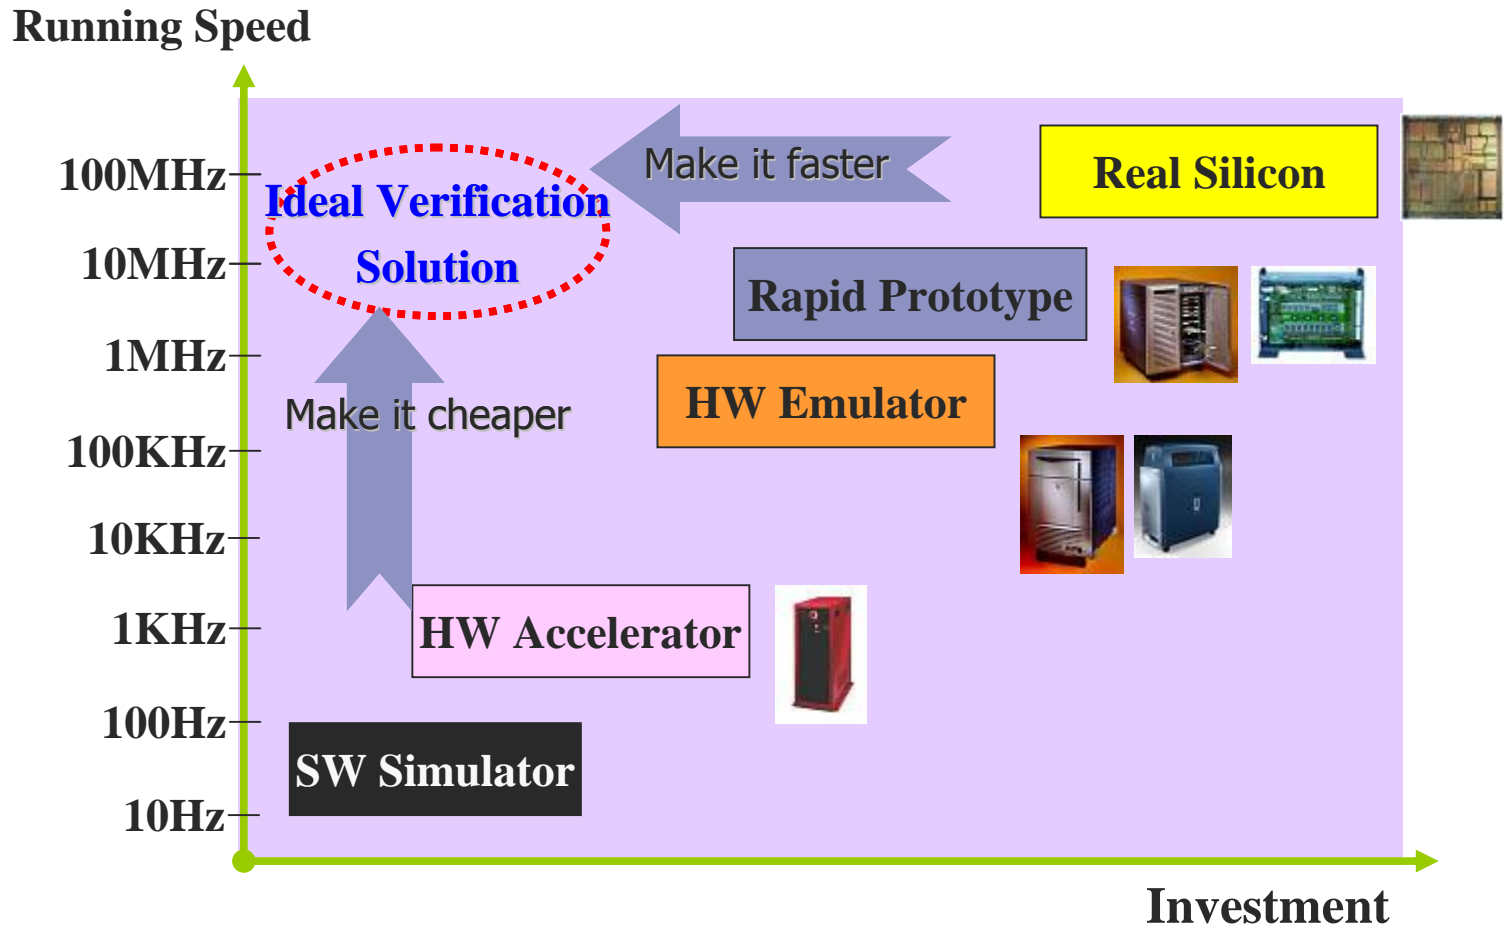 Running Speed
100MHz
Make it faster
Real Silicon
Ideal Verification
Solution
10MHz
Rapid Prototype
1MHz
HW Emulator
Make it cheaper
100KHz
10KHz
1KHz
HW Accelerator
100Hz
SW Simulator
10Hz
Investment